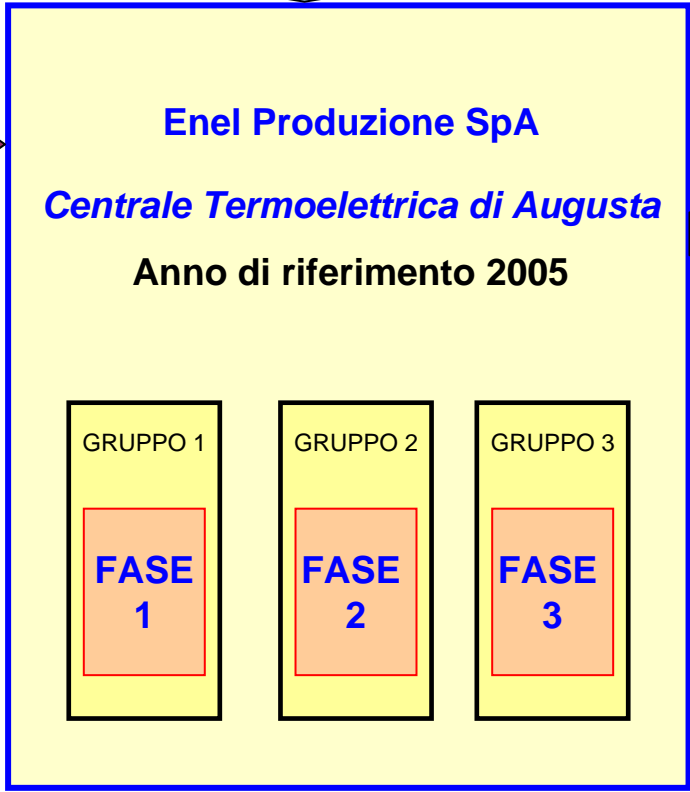 Enel Produzione SpA
Centrale Termoelettrica di Augusta
Anno di riferimento 2005
GRUPPO 1
FASE
1
GRUPPO 2
FASE
2
GRUPPO 3
FASE
3